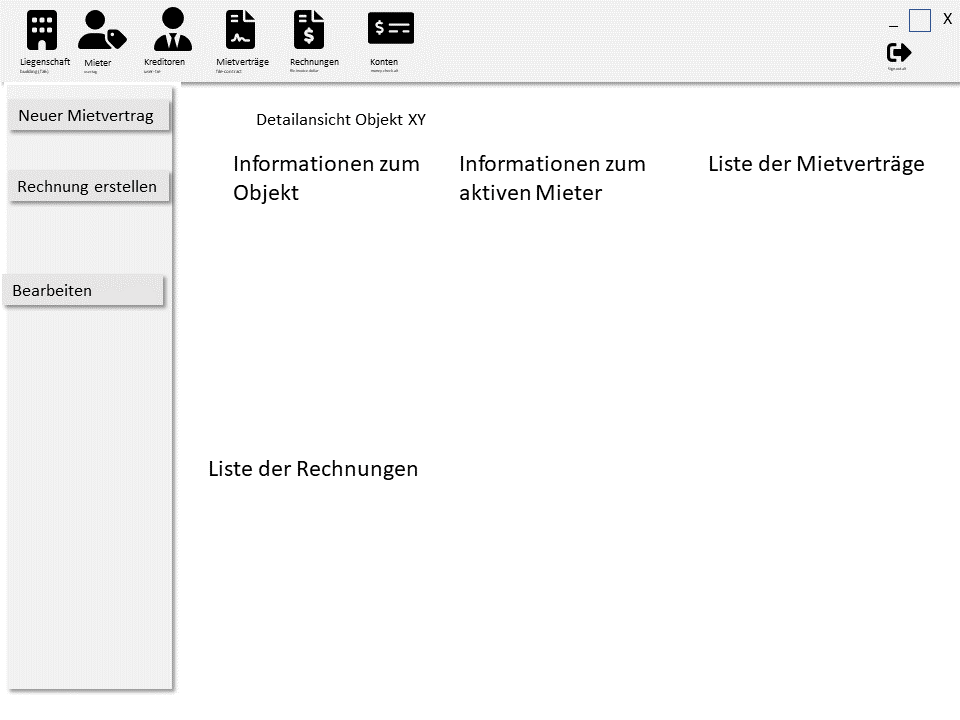 _ X
Liegenschaft Mieter Kreditoren Mietverträge Rechnungen Konten
building (7ab) user-tag user-tie file-contract file-invoice-dollar money-check-alt
Sign-out-alt
Neuer Mietvertrag
Rechnung erstellen
Bearbeiten
Detailansicht Objekt XY
Informationen zum
Objekt
Informationen zum
aktiven Mieter
Liste der Mietverträge
Liste der Rechnungen